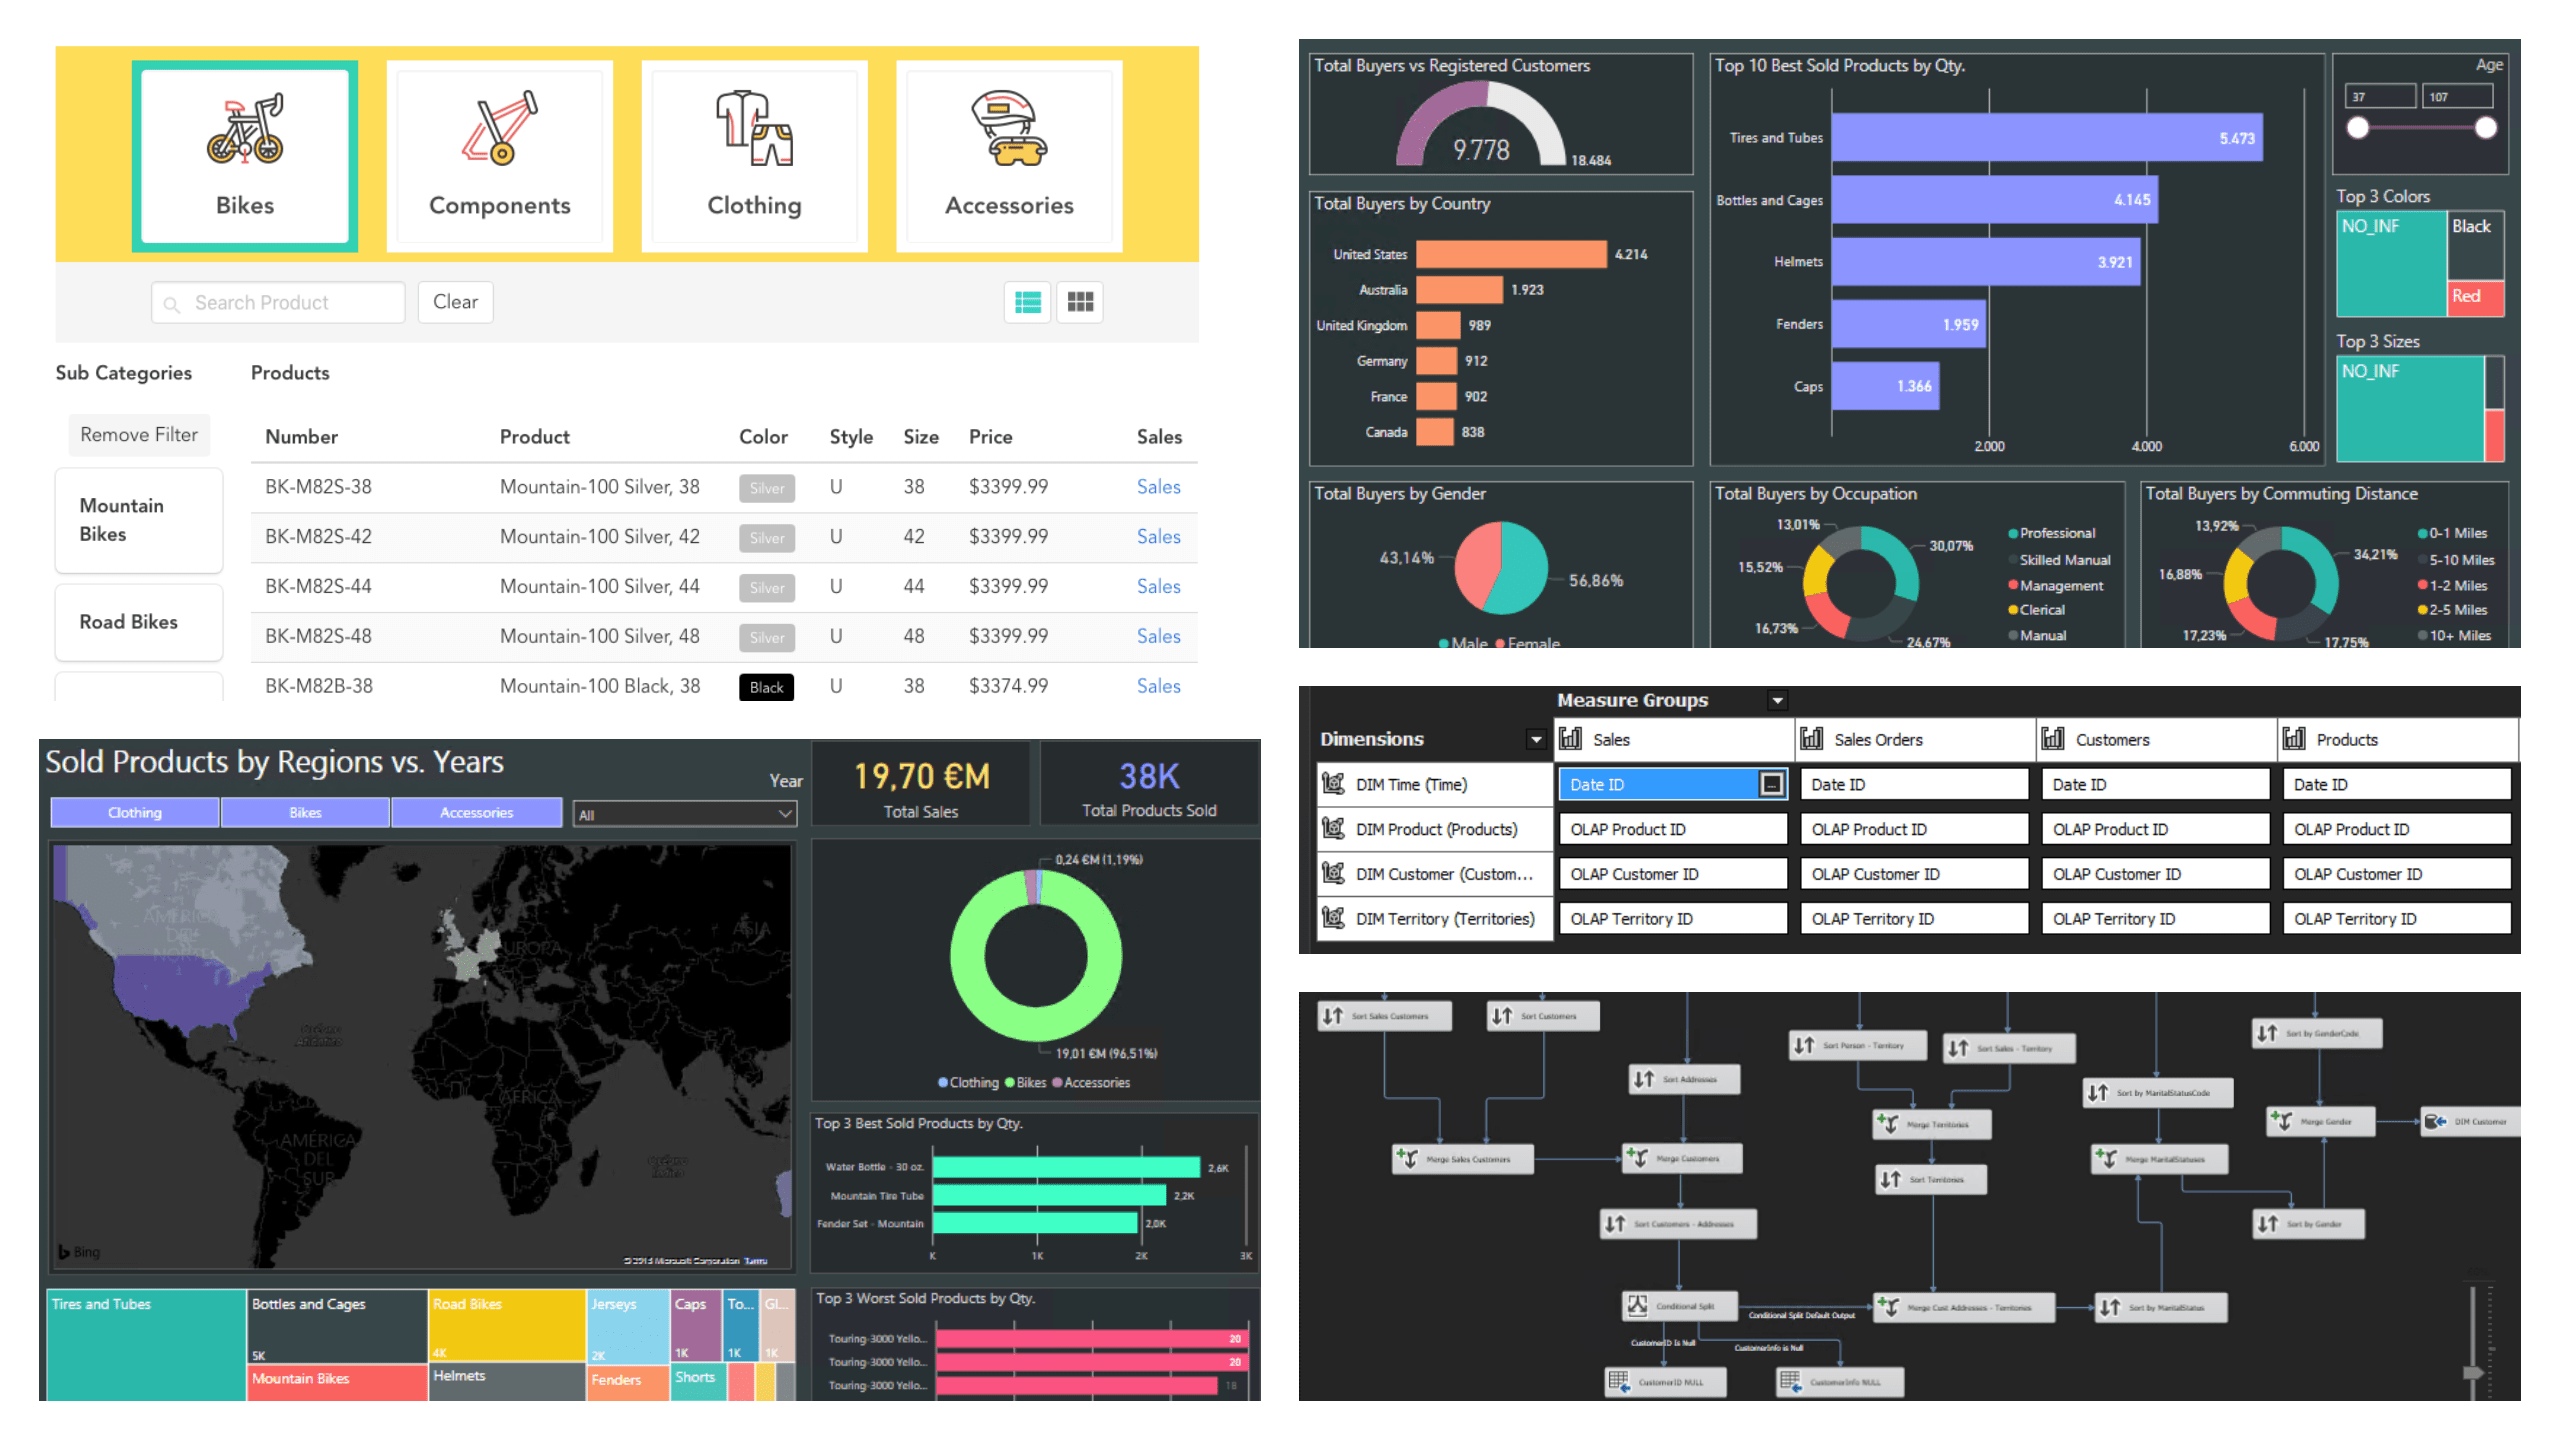 Bikes
Components
Clothing
Accessories
Search Product
Clear
Sub Categories
Products
Remove Filter
Number Product Color Style Size Price Sales
Mountain
Bikes
Road Bikes
BK-M82S-38 Mountain-100 Silver, 38 Silver U 38 $3399.99 Sales
BK-M82S-42 Mountain-100 Silver, 42 Silver U 42 $3399.99 Sales
BK-M82S-44 Mountain-100 Silver, 44 Silver U 44 $3399.99 Sales
BK-M82S-48 Mountain-100 Silver, 48 Silver U 48 $3399.99 Sales
BK-M82B-38 Mountain-100 Black, 38 Black U 38 $3374.99 Sales
Total Buyers vs Registered Customers
9.778
18.484
Total Buyers by Country
United States 4.214
Australia 1.923
United Kingdom 989
Germany 912
France 902
Canada 838
Top 10 Best Sold Products by Qty.
Tires and Tubes 5.473
Bottles and Cages 4.145
Helmets 3.921
Fenders 1.959
Caps 1.366
2.000 4.000 6.000
Age
37 107
Top 3 Colors
NO_INF Black
Red
Top 3 Sizes
NO_INF
Total Buyers by Gender
43,14%
56,86%
Male Female
Total Buyers by Occupation
13,01%
30,07%
15,52%
16,73%
24,67%
Professional
Skilled Manual
Management
Clerical
Manual
Total Buyers by Commuting Distance
13,92%
34,21%
16,88%
17,23%
17,75%
0-1 Miles
5-10 Miles
1-2 Miles
2-5 Miles
10+ Miles
Sold Products by Regions vs. Years
Year
Clothing Bikes Accessories All
19,70 €M
Total Sales
38K
Total Products Sold
AMÉRIC
DEL
NORTE
EUROPA
ASIA
Océano
Atlántico
ÁFRICA
AMÉRICA
DEL
SUR
Océano
Índico
Bing
© 2018 Microsoft Corporation Terms
0,24 €M (1,19%)
19,01 €M (96,51%)
Clothing Bikes Accessories
Top 3 Best Sold Products by Qty.
Water Bottle - 30 oz. 2,6K
Mountain Tire Tube 2,2K
Fender Set - Mountain 2,0K
K 1K 2K 3K
Top 3 Worst Sold Products by Qty.
Touring-3000 Yello... 20
Touring-3000 Yello... 20
Touring-3000 Yello... 18
Tires and Tubes
Bottles and Cages
5K
Mountain Bikes
Road Bikes
4K
Helmets
Jerseys
2K
Fenders
Caps
1K
Shorts
To...
1K
Gl...
1K
Measure Groups
Dimensions Sales Sales Orders Customers Products
DIM Time (Time) Date ID ... Date ID Date ID Date ID
DIM Product (Products) OLAP Product ID OLAP Product ID OLAP Product ID OLAP Product ID
DIM Customer (Custom... OLAP Customer ID OLAP Customer ID OLAP Customer ID OLAP Customer ID
DIM Territory (Territories) OLAP Territory ID OLAP Territory ID OLAP Territory ID OLAP Territory ID
Sort Sales Customers
Sort Customers
Sort Person - Territory
Sort Sales - Territory
Sort by GenderCode
Sort Addresses
Sort by MaritalStatusCode
Merge Territories
Merge Gender
DIM Customer
Merge Sales Customers
Merge Customers
Merge MaritalStatuses
Sort Territories
Sort Customers - Addresses
Sort by Gender
Conditional Split
Conditional Split Default Output
Merge Cust Addresses - Territories
Sort by MaritalStatus
CustomerID Is Null
CustomerInfo is Null
CustomerID NULL
CustomerInfo NULL